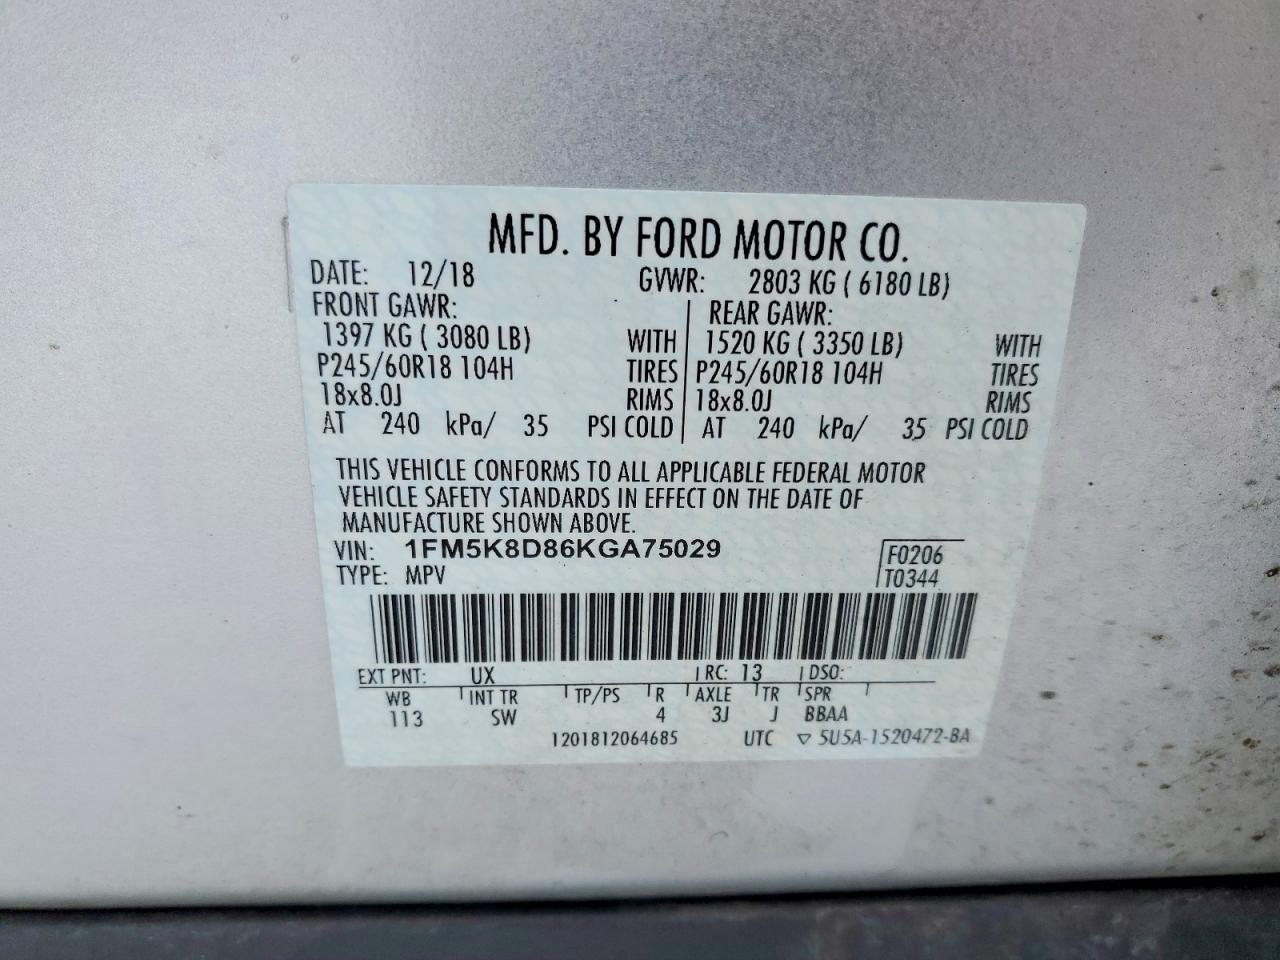 MFD. BY FORD MOTOR CO.
DATE: 12/18 GVWR: 2803 KG ( 6180 LB)
FRONT GAWR: REAR GAWR:
1397 KG ( 3080 LB) WITH 1520 KG ( 3350 LB) WITH
P245/60R18 104H TIRES P245/60R18 104H TIRES
18x8.0J RIMS 18x8.0J RIMS
AT 240 kPa/ 35 PSI COLD AT 240 kPa/ 35 PSI COLD
THIS VEHICLE CONFORMS TO ALL APPLICABLE FEDERAL MOTOR
VEHICLE SAFETY STANDARDS IN EFFECT ON THE DATE OF
MANUFACTURE SHOWN ABOVE.
VIN: 1FM5K8D86KGA75029 F0206
TYPE: MPV T0344
EXT PNT: UX RC: 13 DSO:
WB INT TR TP/PS R AXLE TR SPR
113 SW 4 3J J BBAA
1201812064685 UTC ▽ 5U5A-1520472-BA